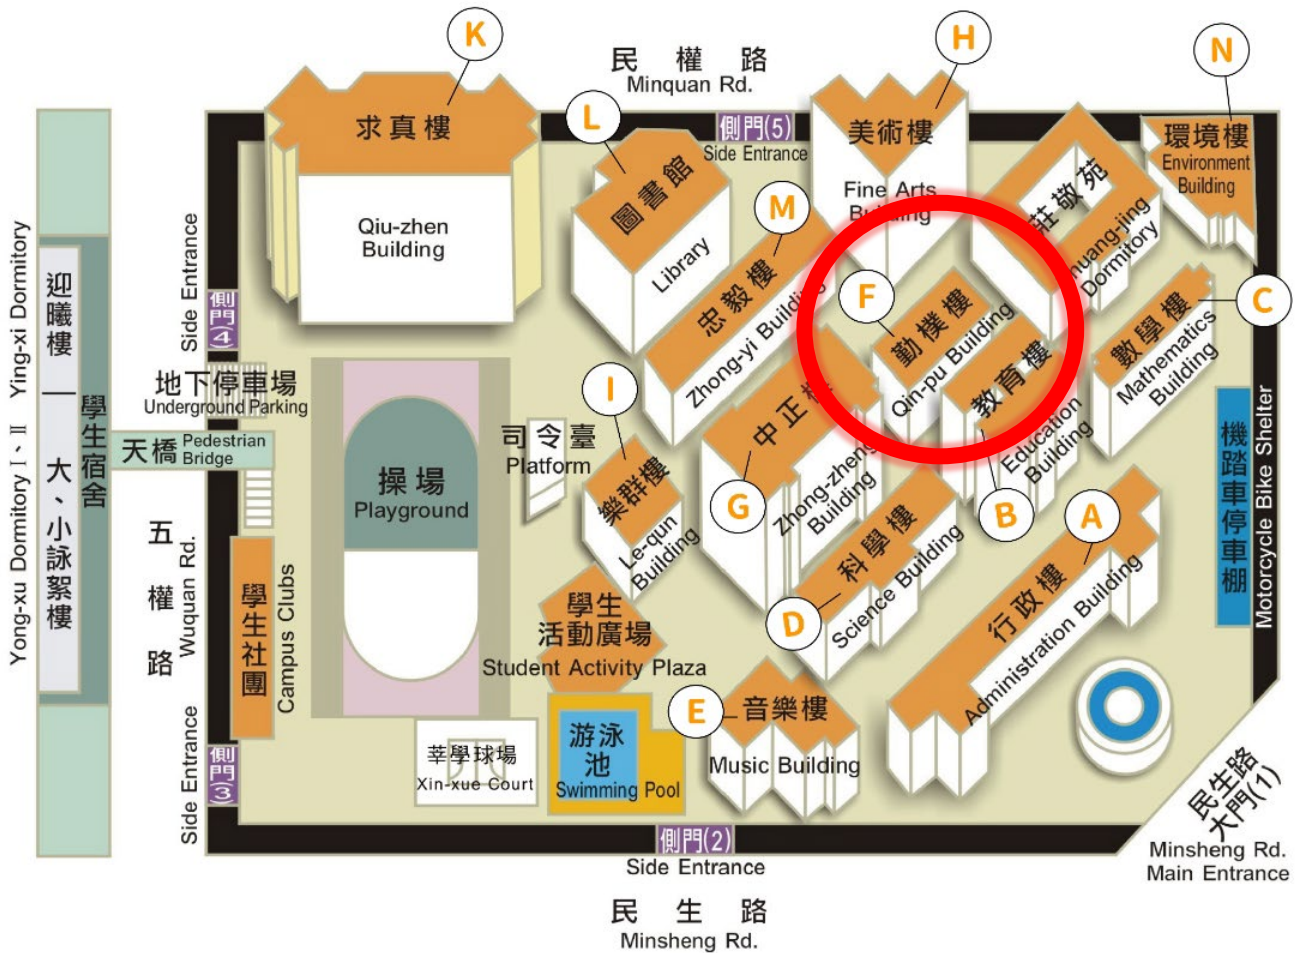 K
H
N
民權路
Minquan Rd.
求真樓
Qiu-zhen
Building
L
圖書館
Library
側門(5)
Side Entrance
美術樓
Fine Arts
Building
環境樓
Environment
Building
莊敬苑
Dormitory
M
忠毅樓
Zhong-yi Building
F
勤樸樓
Qin-pu Building
C
數學樓
Mathematics
Building
教育樓
Education
Building
B
中正樓
Zhong-zheng
Building
G
I
樂群樓
Le-qun
Building
司令臺
Platform
科學樓
Science Building
D
A
行政樓
Administration Building
機踏車停車棚
Motorcycle Bike Shelter
Side Entrance
側門(4)
地下停車場
Underground Parking
天橋
Pedestrian
Bridge
操場
Playground
迎曦樓
Ying-xi Dormitory
大、小詠絮樓
Yong-xu Dormitory I、II
學生宿舍
五權路
Wuquan Rd.
學生社團
Campus Clubs
學生
活動廣場
Student Activity Plaza
E
音樂樓
Music Building
莘學球場
Xin-xue Court
游泳
池
Swimming Pool
Side Entrance
側門(3)
側門(2)
Side Entrance
民生路
Minsheng Rd.
民生路
大門(1)
Minsheng Rd.
Main Entrance